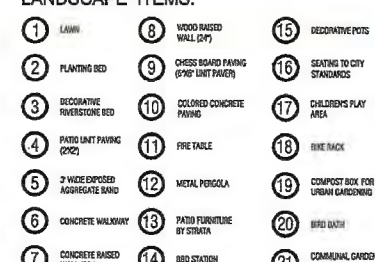 LANDSCAPE ITEMS:
1 LAWN
2 PLANTING BED
3 DECORATIVE
RIVERSTONE BED
4 PATIO UNIT PAVING
(2'X2')
5 3' WIDE EXPOSED
AGGREGATE BAND
6 CONCRETE WALKWAY
7 CONCRETE RAISED
8 WOOD RAISED
WALL (24")
9 CHESS BOARD PAVING
(6"X6" UNIT PAVER)
10 COLORED CONCRETE
PAVING
11 FIRE TABLE
12 METAL PERGOLA
13 PATIO FURNITURE
BY STRATA
14 BBQ STATION
15 DECORATIVE POTS
16 SEATING TO CITY
STANDARDS
17 CHILDREN'S PLAY
AREA
18 BIKE RACK
19 COMPOST BOX FOR
URBAN GARDENING
20 BIRD BATH
21 COMMUNAL GARDEN